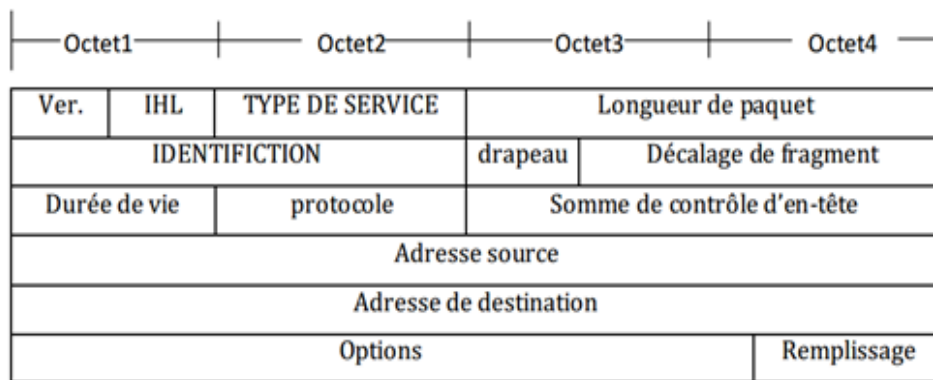 Octet1 Octet2 Octet3 Octet4
Ver. IHL TYPE DE SERVICE Longueur de paquet
IDENTIFICTION drapeau Décalage de fragment
Durée de vie protocole Somme de contrôle d'en-tête
Adresse source
Adresse de destination
Options Remplissage